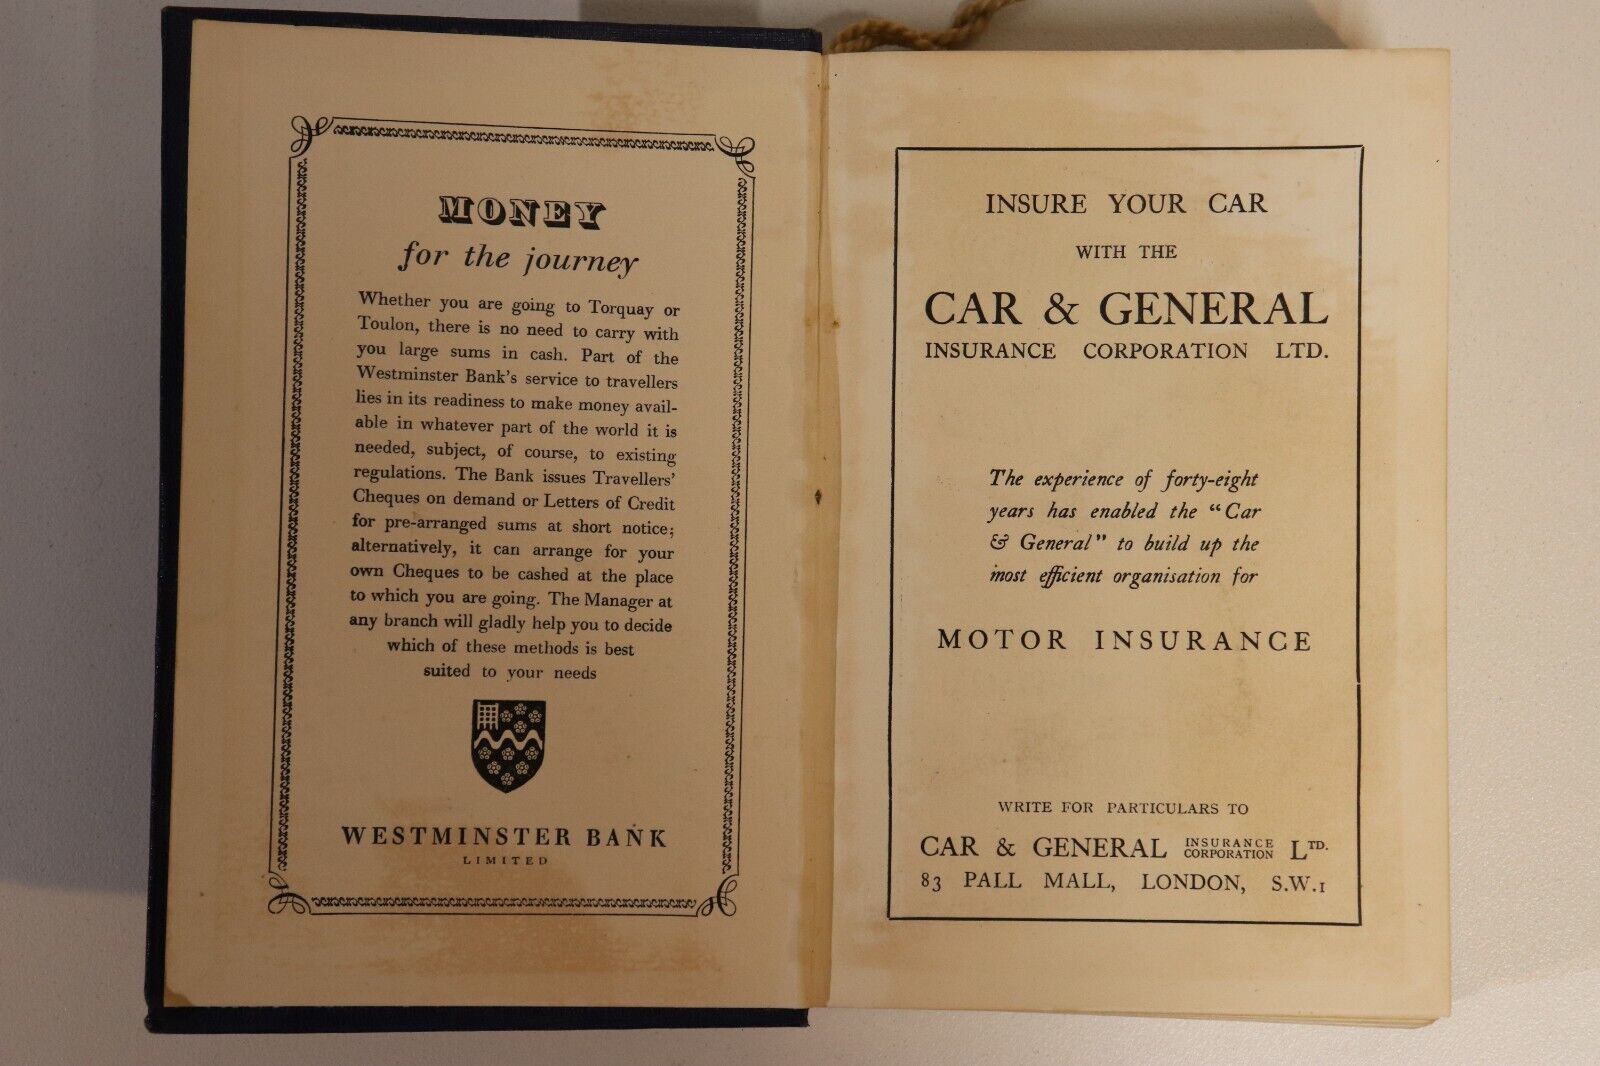 MONEY
for the journey
Whether you are going to Torquay or
Toulon, there is no need to carry with
you large sums in cash. Part of the
Westminster Bank's service to travellers
lies in its readiness to make money avail-
able in whatever part of the world it is
needed, subject, of course, to existing
regulations. The Bank issues Travellers'
Cheques on demand or Letters of Credit
for pre-arranged sums at short notice;
alternatively, it can arrange for your
own Cheques to be cashed at the place
to which you are going. The Manager at
any branch will gladly help you to decide
which of these methods is best
suited to your needs
WESTMINSTER BANK
LIMITED
INSURE YOUR CAR
WITH THE
CAR & GENERAL
INSURANCE CORPORATION LTD.
The experience of forty-eight
years has enabled the "Car
& General" to build up the
most efficient organisation for
MOTOR INSURANCE
WRITE FOR PARTICULARS TO
CAR & GENERAL INSURANCE CORPORATION LTD.
83 PALL MALL, LONDON, S.W.1